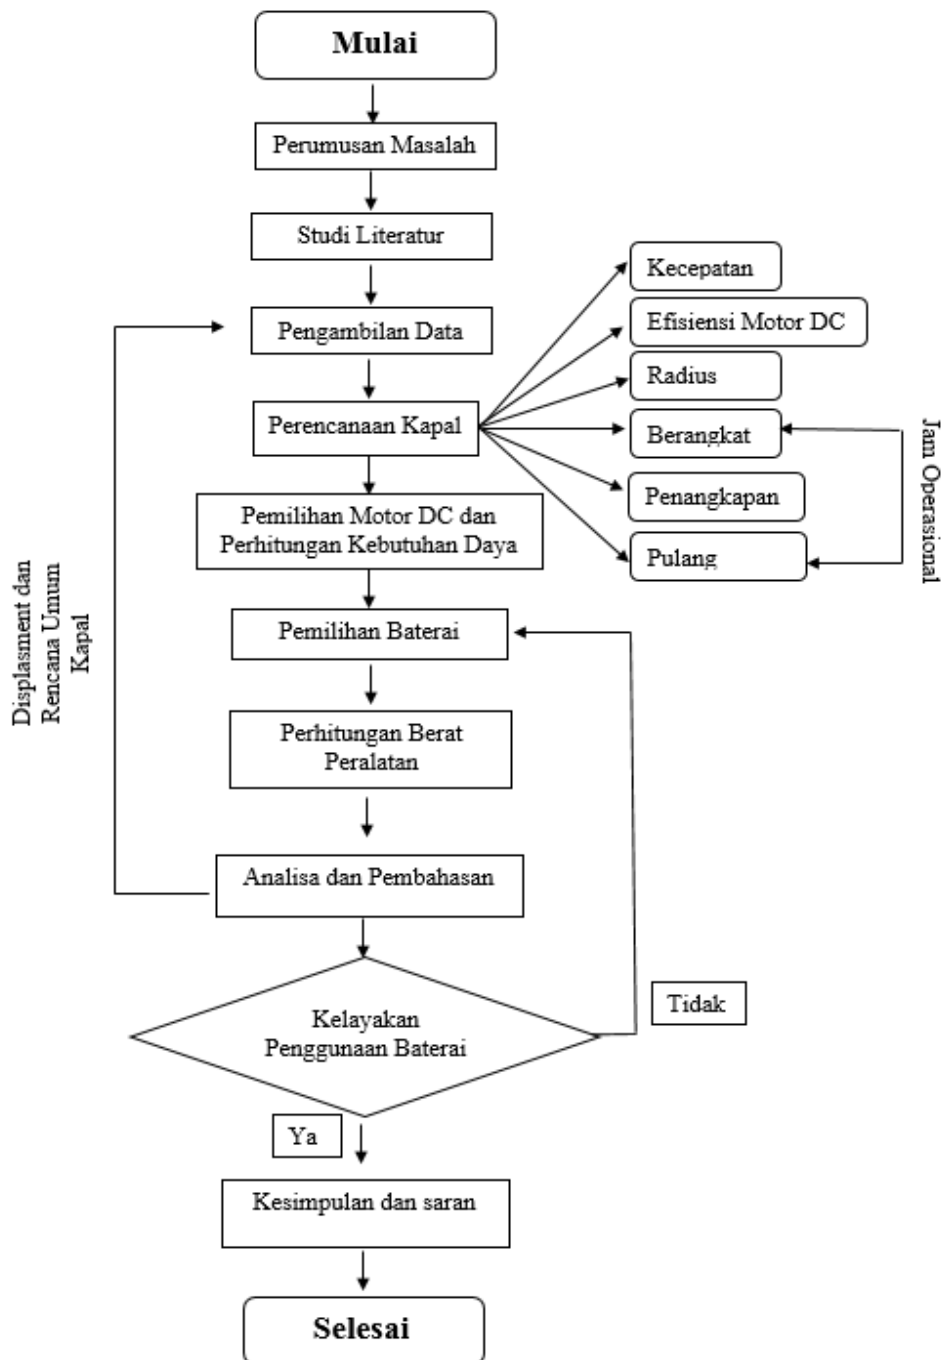 Mulai
Perumusan Masalah
Studi Literatur
Pengambilan Data
Perencanaan Kapal
Kecepatan
Efisiensi Motor DC
Radius
Berangkat
Penangkapan
Pulang
Jam Operasional
Pemilihan Motor DC dan
Perhitungan Kebutuhan Daya
Pemilihan Baterai
Perhitungan Berat
Peralatan
Displasment dan
Rencana Umum
Kapal
Analisa dan Pembahasan
Kelayakan
Penggunaan Baterai
Tidak
Ya
Kesimpulan dan saran
Selesai